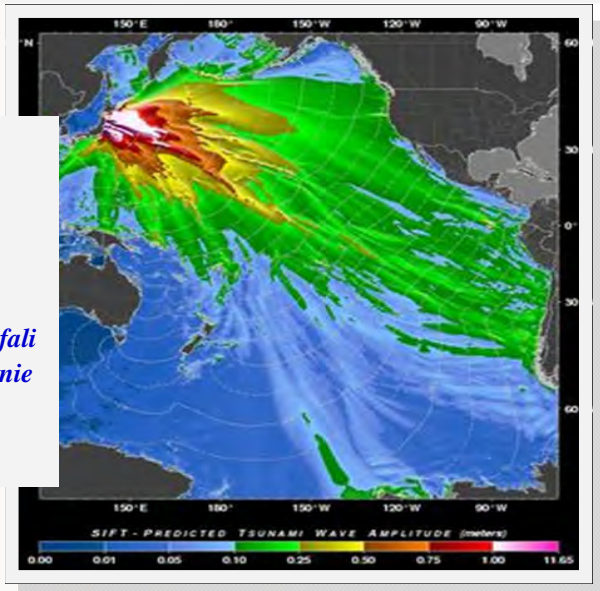 150°E 180° 150°W 120°W 90°W
°N 60
30
fali
nie
0°
30
60
150°E 180° 150°W 120°W 90°W
SIFT-PREDICTED TSUNAMI WAVE AMPLITUDE (meters)
0.00 0.01 0.05 0.10 0.25 0.50 0.75 1.00 11.65